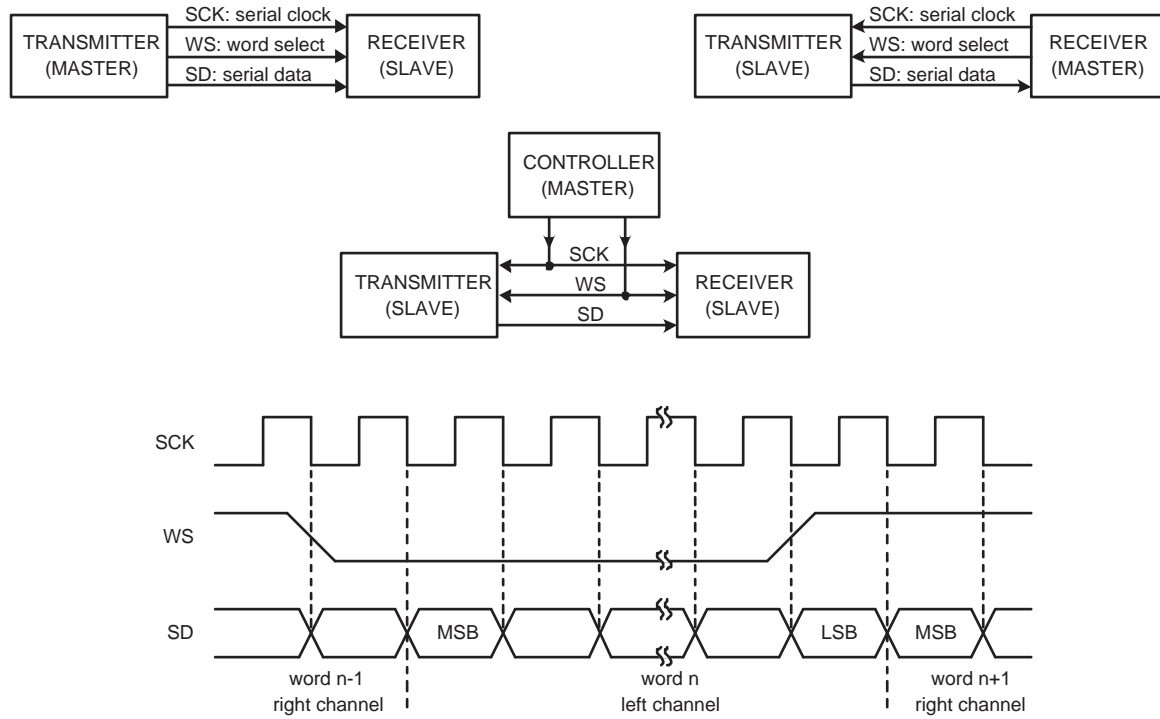 TRANSMITTER
(MASTER)
SCK: serial clock
WS: word select
SD: serial data
RECEIVER
(SLAVE)
TRANSMITTER
(SLAVE)
SCK: serial clock
WS: word select
SD: serial data
RECEIVER
(MASTER)
CONTROLLER
(MASTER)
TRANSMITTER
(SLAVE)
SCK
WS
SD
RECEIVER
(SLAVE)
SCK
WS
SD
MSB
LSB
MSB
word n-1
right channel
word n
left channel
word n+1
right channel